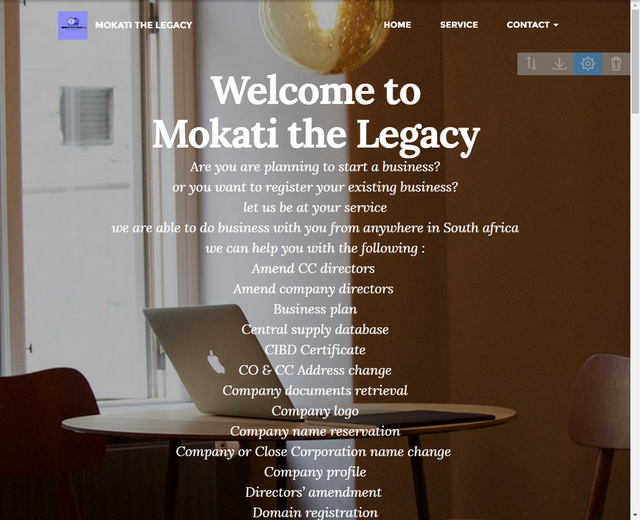 MOKATI THE LEGACY
HOME
SERVICE
CONTACT
Welcome to
Mokati the Legacy
Are you are planning to start a business?
or you want to register your existing business?
let us be at your service
we are able to do business with you from anywhere in South africa
we can help you with the following :
Amend CC directors
Amend company directors
Business plan
Central supply database
CIBD Certificate
CO & CC Address change
Company documents retrieval
Company logo
Company name reservation
Company or Close Corporation name change
Company profile
Directors' amendment
Domain registration